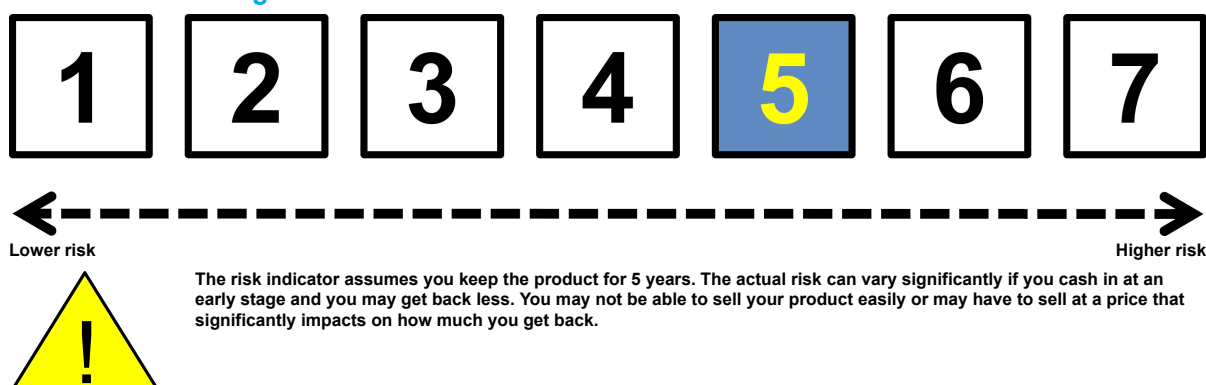 1 2 3 4 5 6 7
Lower risk Higher risk
The risk indicator assumes you keep the product for 5 years. The actual risk can vary significantly if you cash in at an
early stage and you may get back less. You may not be able to sell your product easily or may have to sell at a price that
significantly impacts on how much you get back.
!